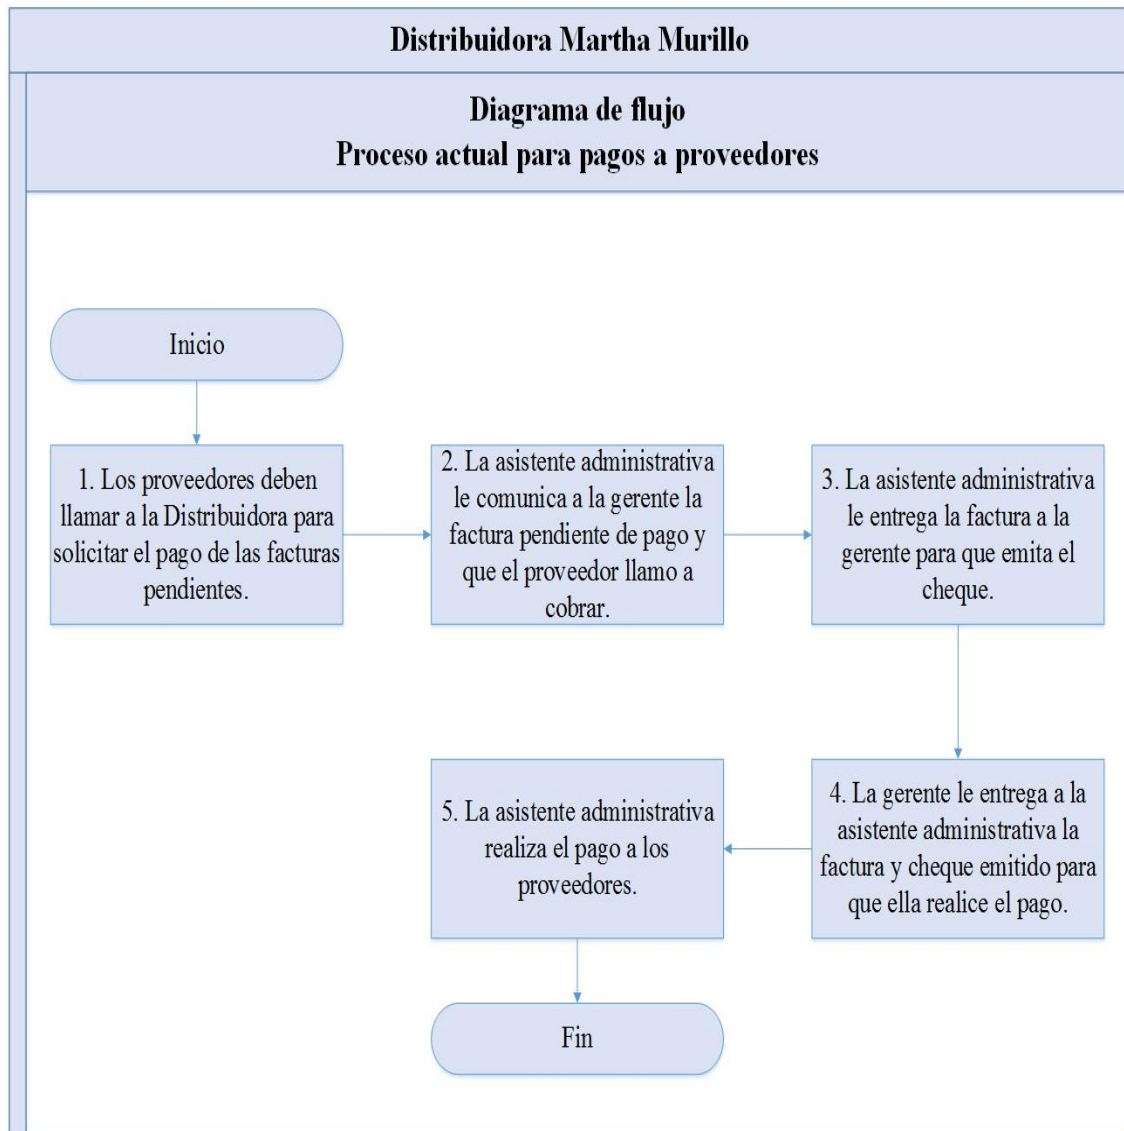 Distribuidora Martha Murillo
Diagrama de flujo
Proceso actual para pagos a proveedores
Inicio
1. Los proveedores deben
llamar a la Distribuidora para
solicitar el pago de las facturas
pendientes.
2. La asistente administrativa
le comunica a la gerente la
factura pendiente de pago y
que el proveedor llamo a
cobrar.
3. La asistente administrativa
le entrega la factura a la
gerente para que emita el
cheque.
4. La gerente le entrega a la
asistente administrativa la
factura y cheque emitido para
que ella realice el pago.
5. La asistente administrativa
realiza el pago a los
proveedores.
Fin